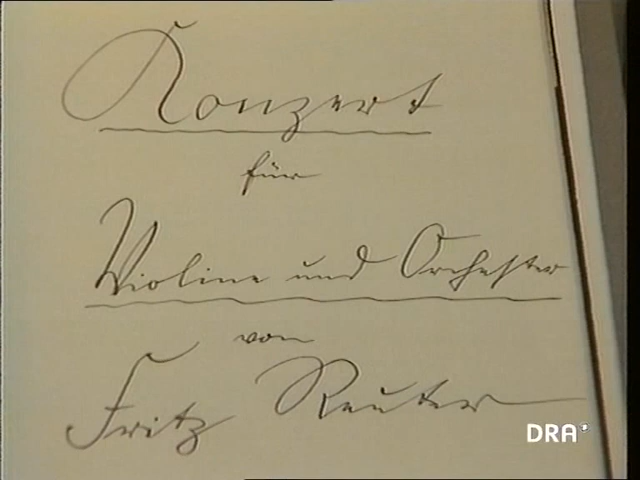 Konzert
für
Violine und Orchester
von
Fritz Reuter
DRA